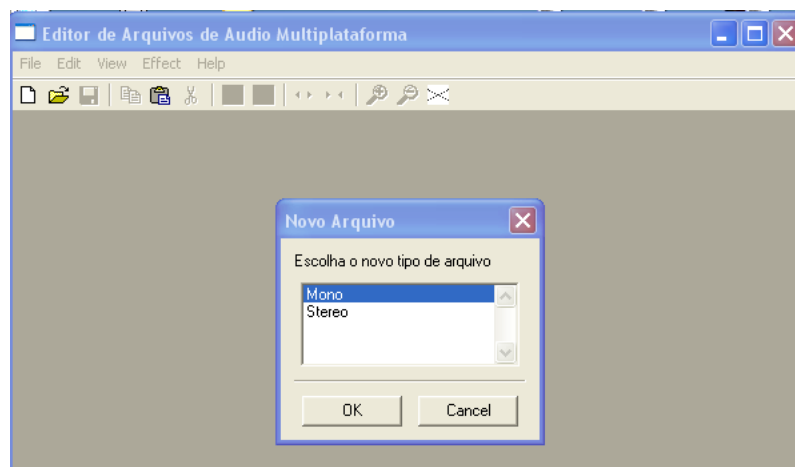 Editor de Arquivos de Audio Multiplataforma
File Edit View Effect Help
Novo Arquivo
Escolha o novo tipo de arquivo
Mono
Stereo
OK Cancel